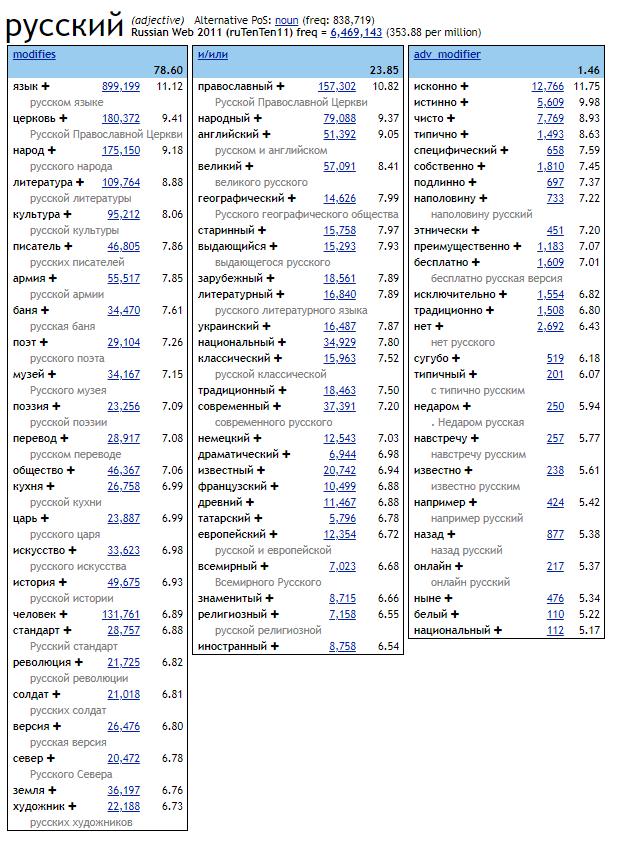 русский (adjective) Alternative PoS: noun (freq: 838,719)
Russian Web 2011 (ruTenTen11) freq = 6,469,143 (353.88 per million)
modifies
78.60
язык + 899,199 11.12
русском языке
церковь + 180,372 9.41
Русской Православной Церкви
народ + 175,150 9.18
русского народа
литература + 109,764 8.88
русской литературы
культура + 95,212 8.06
русской культуры
писатель + 46,805 7.86
русских писателей
армия + 55,517 7.85
русской армии
баня + 34,470 7.61
русская баня
поэт + 29,104 7.26
русского поэта
музей + 34,167 7.15
Русского музея
поэзия + 23,256 7.09
русской поэзии
перевод + 28,917 7.08
русском переводе
общество + 46,367 7.06
кухня + 26,758 6.99
русской кухни
царь + 23,887 6.99
русского царя
искусство + 33,623 6.98
русского искусства
история + 49,675 6.93
русской истории
человек + 131,761 6.89
стандарт + 28,757 6.88
Русский стандарт
революция + 21,725 6.82
русской революции
солдат + 21,018 6.81
русских солдат
версия + 26,476 6.80
русская версия
север + 20,472 6.78
Русского Севера
земля + 36,197 6.76
художник + 22,188 6.73
русских художников
и/или
23.85
православный + 157,302 10.82
Русской Православной Церкви
народный + 79,088 9.37
английский + 51,392 9.05
русском и английском
великий + 57,091 8.41
великого русского
географический + 14,626 7.99
Русского географического общества
старинный + 15,758 7.97
выдающийся + 15,293 7.93
выдающегося русского
зарубежный + 18,561 7.89
литературный + 16,840 7.89
русского литературного языка
украинский + 16,487 7.87
национальный + 34,929 7.80
классический + 15,963 7.52
русской классической
традиционный + 18,463 7.50
современный + 37,391 7.20
современного русского
немецкий + 12,543 7.03
драматический + 6,944 6.98
известный + 20,742 6.94
французский + 10,499 6.88
древний + 11,467 6.88
татарский + 5,796 6.78
европейский + 12,354 6.72
русской и европейской
всемирный + 7,023 6.68
Всемирного Русского
знаменитый + 8,715 6.66
религиозный + 7,158 6.55
русской религиозной
иностранный + 8,758 6.54
adv_modifier
1.46
исконно + 12,766 11.75
истинно + 5,609 9.98
чисто + 7,769 8.93
типично + 1,493 8.63
специфический + 658 7.59
собственно + 1,810 7.45
подлинно + 697 7.37
наполовину + 733 7.22
наполовину русский
этнически + 451 7.20
преимущественно + 1,183 7.07
бесплатно + 1,609 7.01
бесплатно русская версия
исключительно + 1,554 6.82
традиционно + 1,508 6.80
нет + 2,692 6.43
нет русского
сугубо + 519 6.18
типичный + 201 6.07
с типично русским
недаром + 250 5.94
. Недаром русская
навстречу + 257 5.77
навстречу русским
известно + 238 5.61
известно русским
например + 424 5.42
например русский
назад + 877 5.38
назад русский
онлайн + 217 5.37
онлайн русский
ныне + 476 5.34
белый + 110 5.22
национальный + 112 5.17